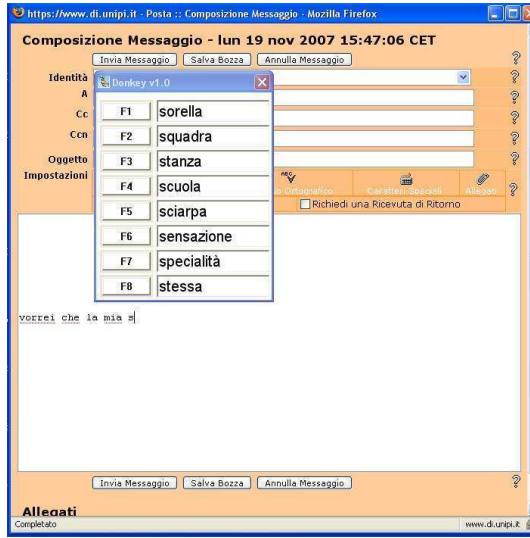 https://www.di.unipi.it - Posta :: Composizione Messaggio - Mozilla Firefox
Composizione Messaggio - lun 19 nov 2007 15:47:06 CET
Invia Messaggio Salva Bozza Annulla Messaggio
Identità
A
Cc
Ccn
Oggetto
Impostazioni
Donkey v1.0
F1 sorella
F2 squadra
F3 stanza
F4 scuola
F5 sciarpa
F6 sensazione
F7 specialità
F8 stessa
Ortografico Caratteri Speciali Allegati
Richiedi una Ricevuta di Ritorno
vorrei che la mia s
Invia Messaggio Salva Bozza Annulla Messaggio
Allegati
Completato www.di.unipi.it